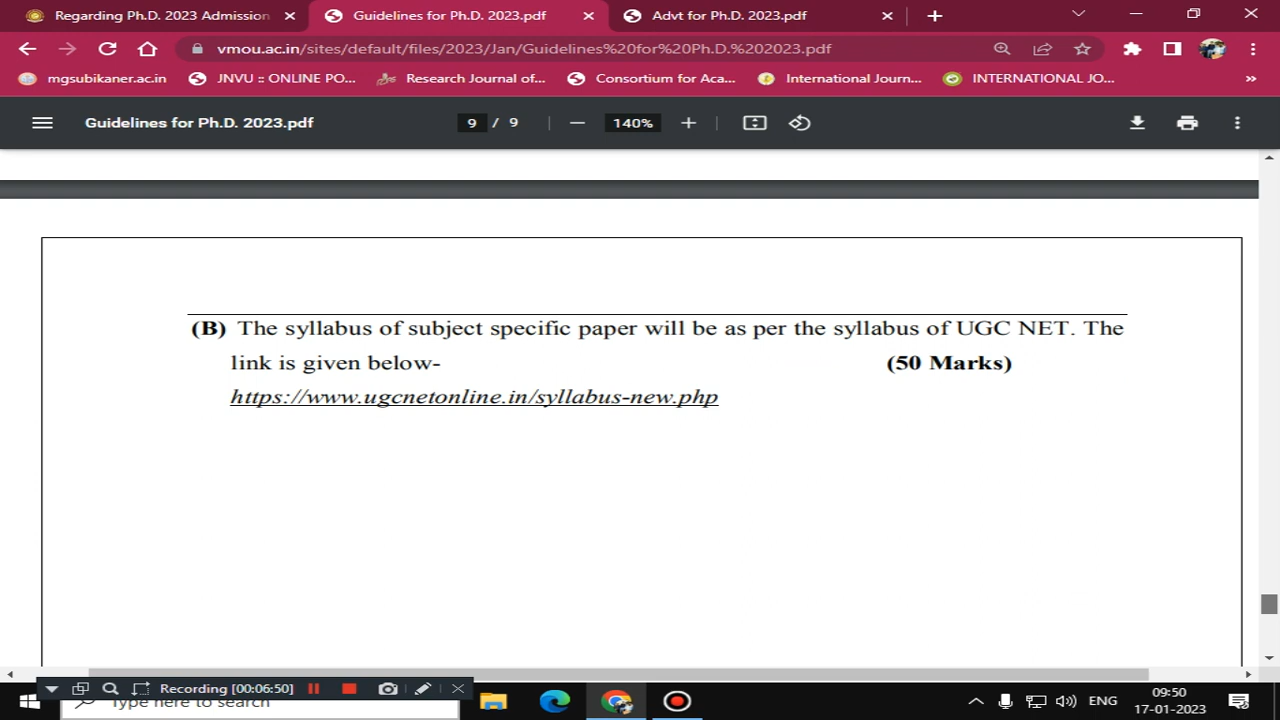 Regarding Ph.D. 2023 Admission
Guidelines for Ph.D. 2023.pdf
Advt for Ph.D. 2023.pdf
vmou.ac.in/sites/default/files/2023/Jan/Guidelines%20for%20Ph.D.%202023.pdf
mgsubikaner.ac.in
JNVU :: ONLINE PO...
Research Journal of...
Consortium for Aca...
International Journ...
INTERNATIONAL JO...
»
Guidelines for Ph.D. 2023.pdf
9 / 9
140%
(B) The syllabus of subject specific paper will be as per the syllabus of UGC NET. The
link is given below- (50 Marks)
https://www.ugcnetonline.in/syllabus-new.php
Recording [00:06:50]
Type here to search
ENG
09:50
17-01-2023